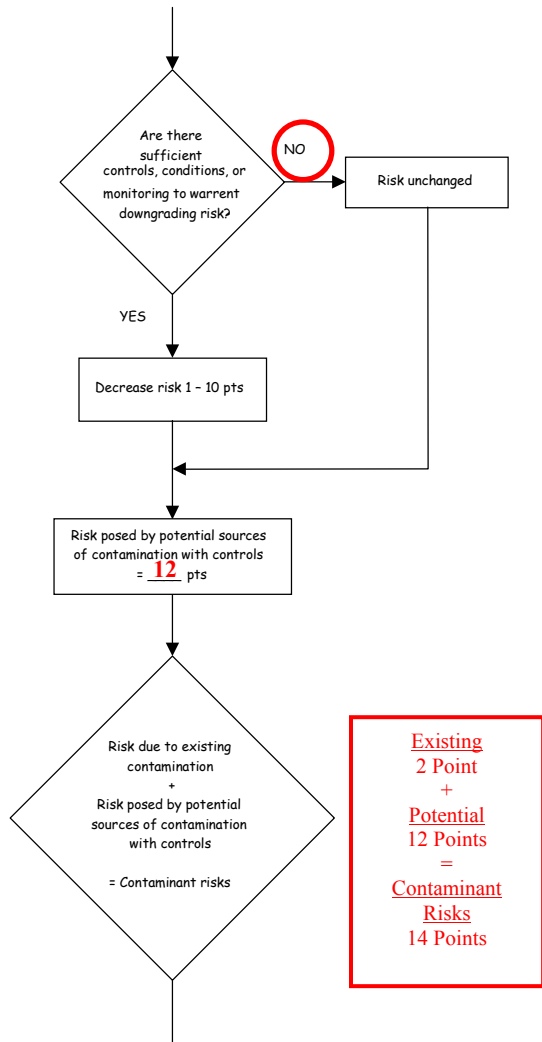 Are there
sufficient
controls, conditions, or
monitoring to warrent
downgrading risk?
NO
Risk unchanged
YES
Decrease risk 1 – 10 pts
Risk posed by potential sources
of contamination with controls
= 12 pts
Risk due to existing
contamination
+
Risk posed by potential
sources of contamination
with controls
= Contaminant risks
Existing
2 Point
+
Potential
12 Points
=
Contaminant
Risks
14 Points